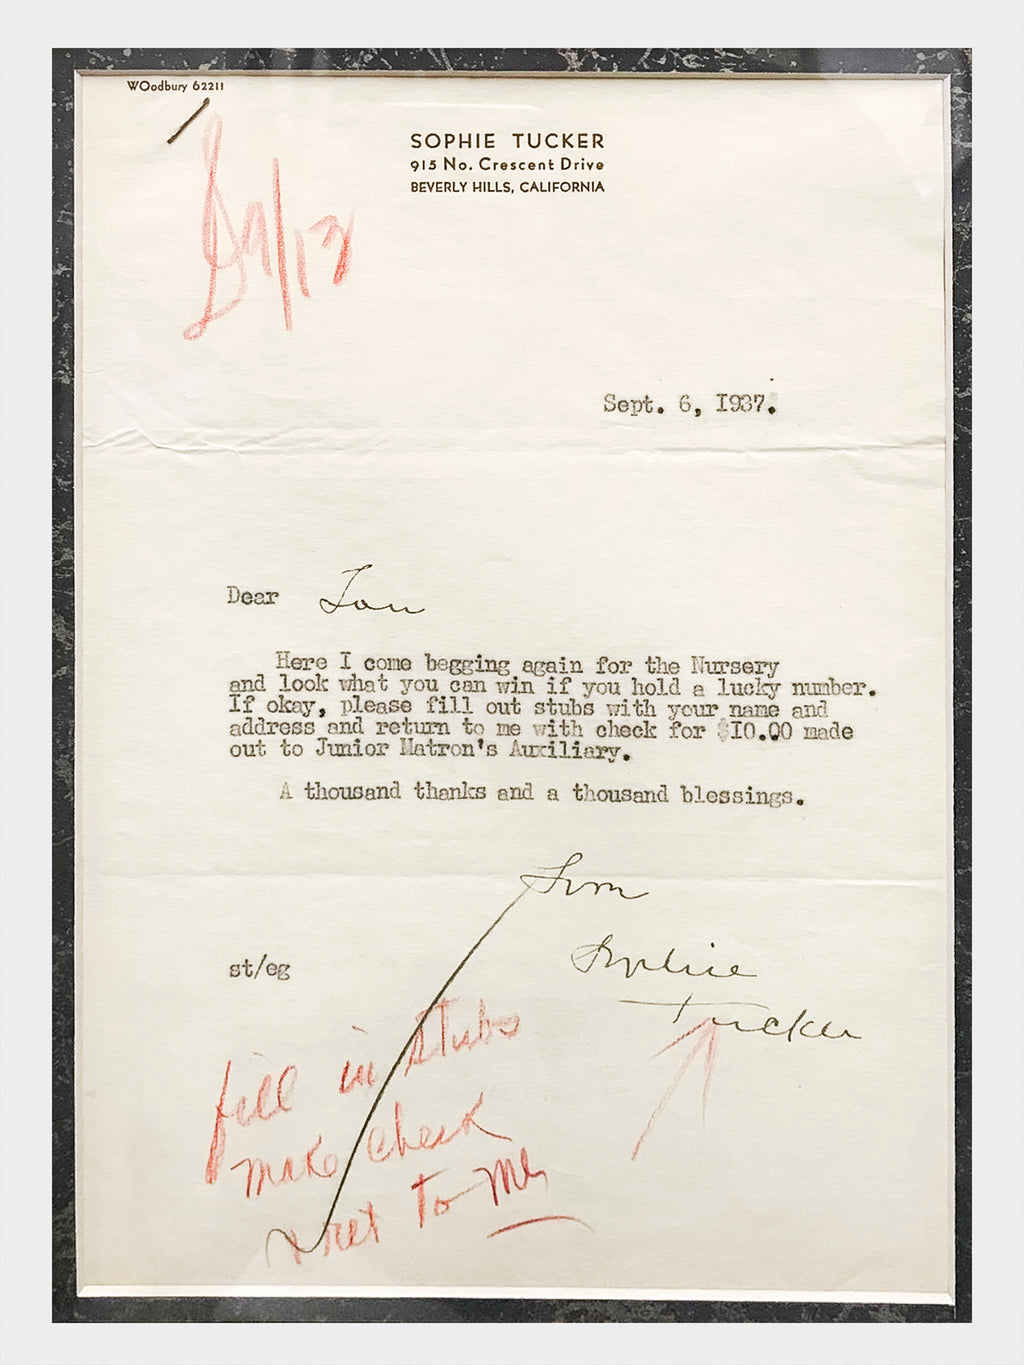 WOodbury 62211
SOPHIE TUCKER
915 No. Crescent Drive
BEVERLY HILLS, CALIFORNIA
9/13
Sept. 6, 1937.
Dear
Here I come begging again for the Nursery
and look what you can win if you hold a lucky number.
If okay, please fill out stubs with your name and
address and return to me with check for $10.00 made
out to Junior Matron's Auxiliary.
A thousand thanks and a thousand blessings.
Sophie
Tucker
st/eg
fill in stubs
make check
ret to me